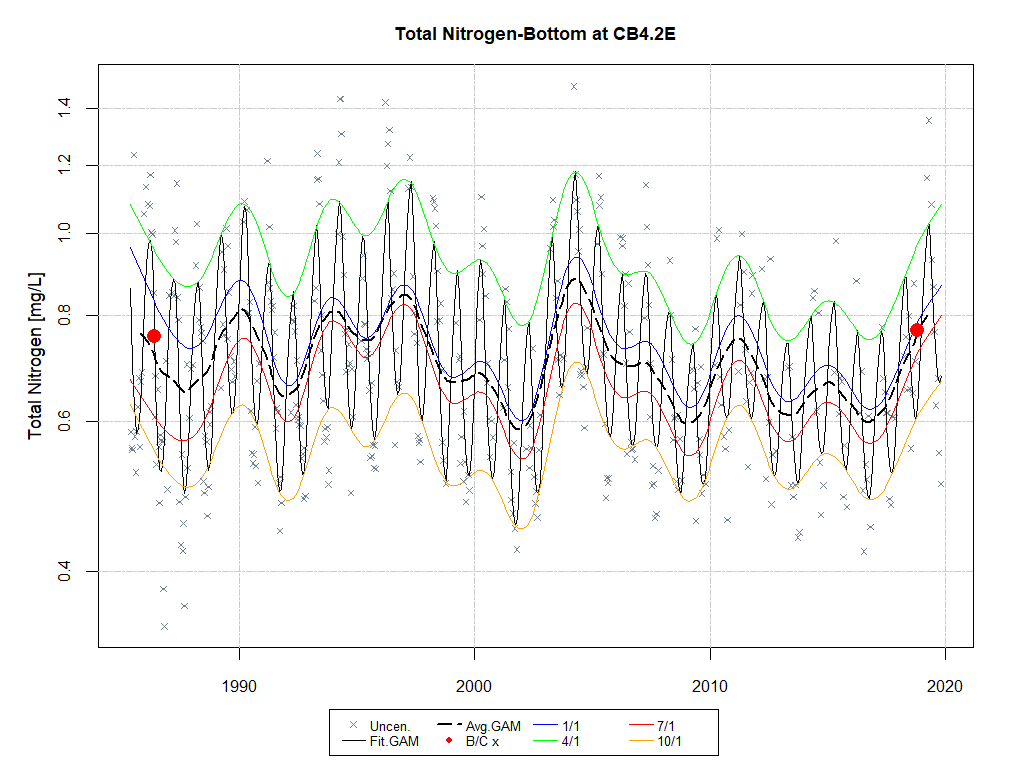 Total Nitrogen-Bottom at CB4.2E
Total Nitrogen [mg/L]
1.4
1.2
1.0
0.8
0.6
0.4
1990 2000 2010 2020
Uncen. Avg.GAM 1/1 7/1
Fit.GAM B/C x 4/1 10/1